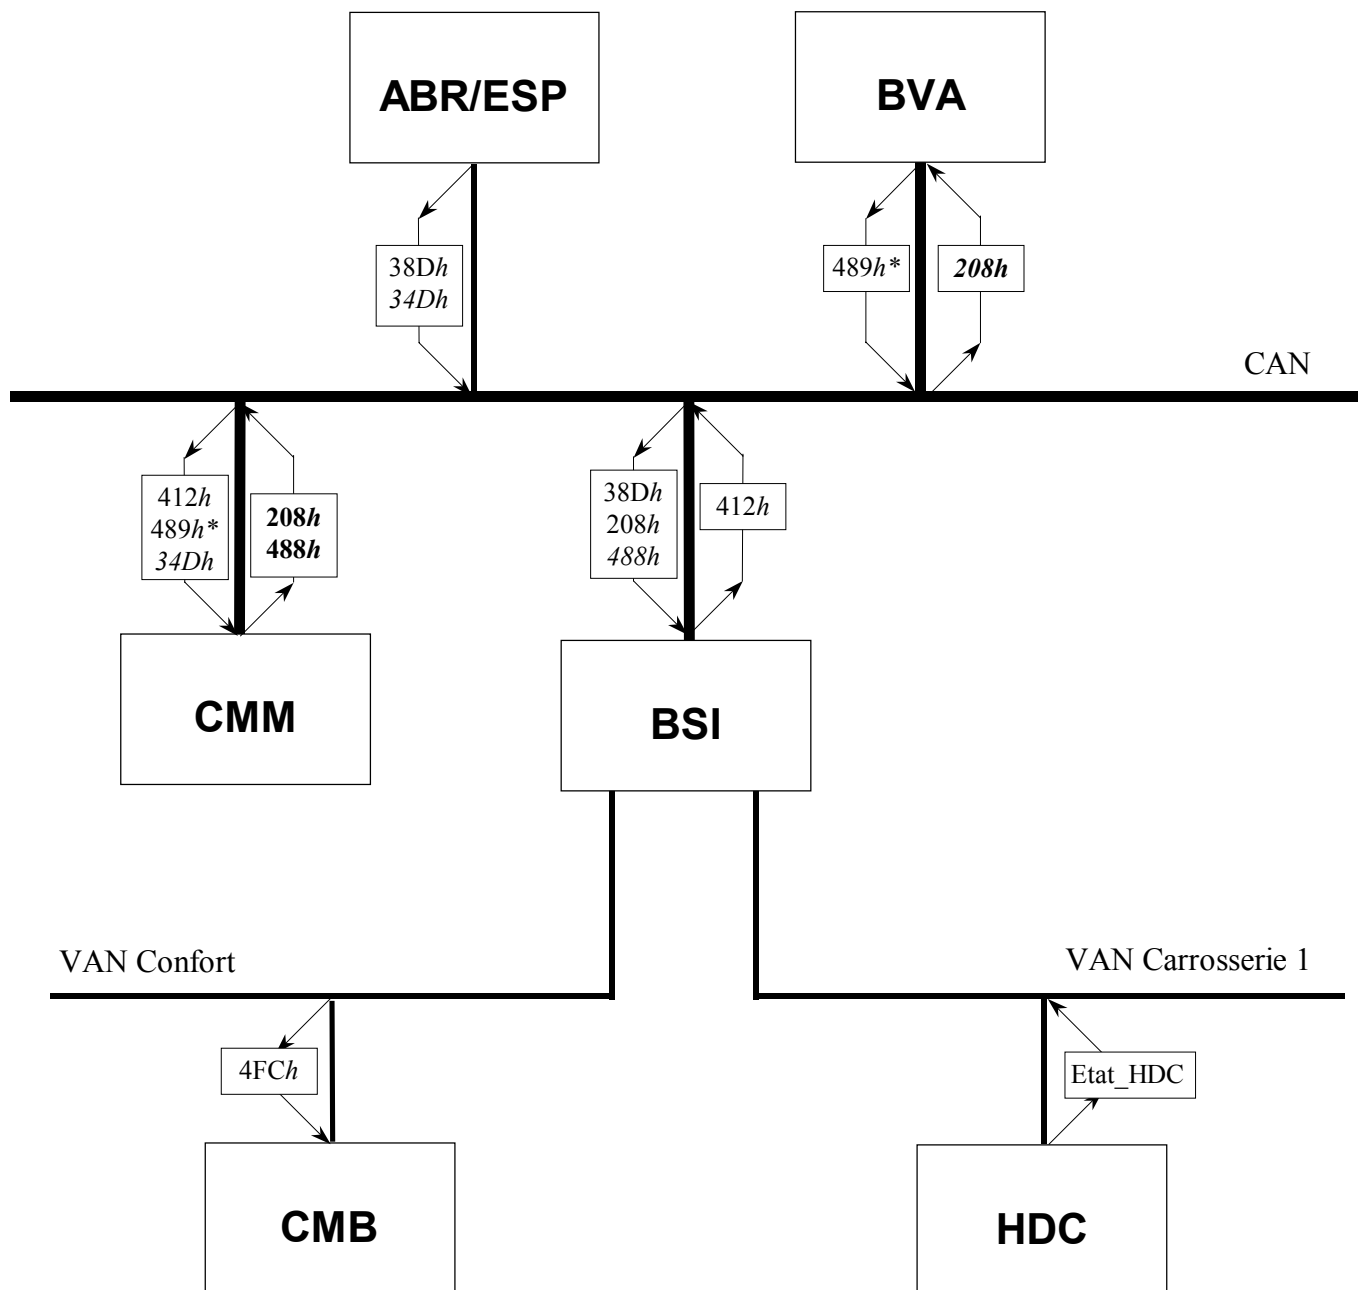 ABR/ESP
BVA
38Dh
34Dh
489h*
208h
CAN
412h
489h*
34Dh
208h
488h
38Dh
208h
488h
412h
CMM
BSI
VAN Confort
VAN Carrosserie 1
4FCh
Etat_HDC
CMB
HDC